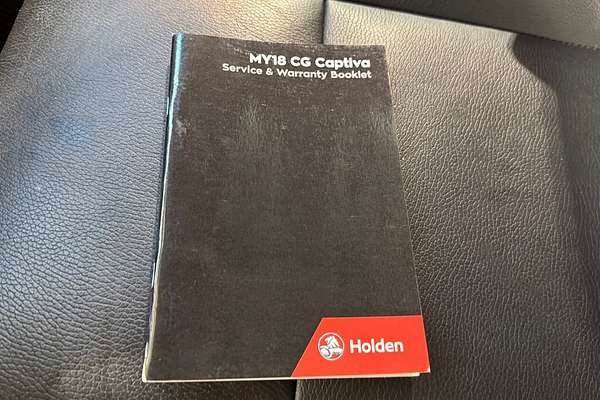 MY18 CG Captiva
Service & Warranty Booklet
Holden